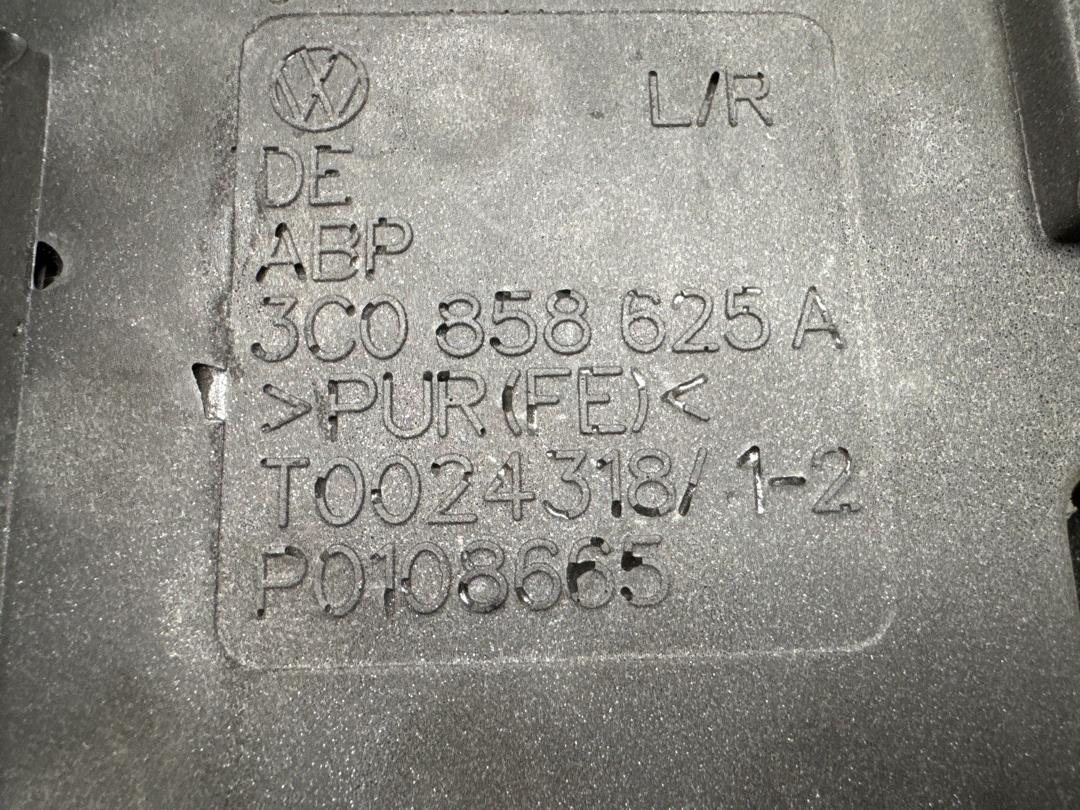 L/R
DE
ABP
3C0 858 625 A
>PUR(FE)<
T0024318/ 1-2
P0108665